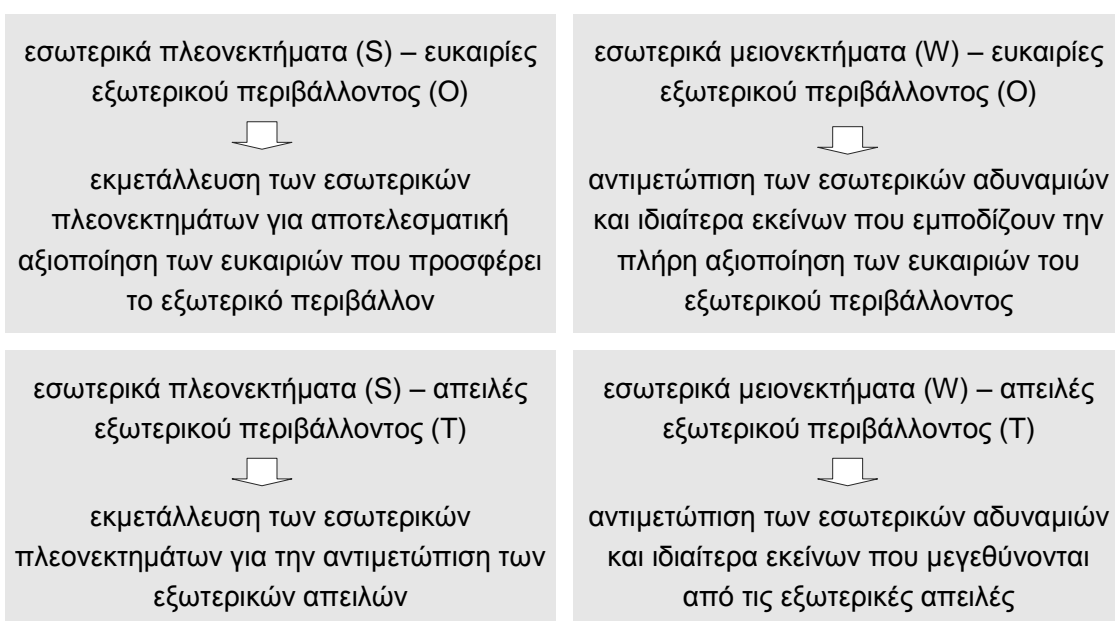 εσωτερικά πλεονεκτήματα (S) – ευκαιρίες
εξωτερικού περιβάλλοντος (O)
εκμετάλλευση των εσωτερικών
πλεονεκτημάτων για αποτελεσματική
αξιοποίηση των ευκαιριών που προσφέρει
το εξωτερικό περιβάλλον
εσωτερικά μειονεκτήματα (W) – ευκαιρίες
εξωτερικού περιβάλλοντος (O)
αντιμετώπιση των εσωτερικών αδυναμιών
και ιδιαίτερα εκείνων που εμποδίζουν την
πλήρη αξιοποίηση των ευκαιριών του
εξωτερικού περιβάλλοντος
εσωτερικά πλεονεκτήματα (S) – απειλές
εξωτερικού περιβάλλοντος (T)
εκμετάλλευση των εσωτερικών
πλεονεκτημάτων για την αντιμετώπιση των
εξωτερικών απειλών
εσωτερικά μειονεκτήματα (W) – απειλές
εξωτερικού περιβάλλοντος (T)
αντιμετώπιση των εσωτερικών αδυναμιών
και ιδιαίτερα εκείνων που μεγεθύνονται
από τις εξωτερικές απειλές